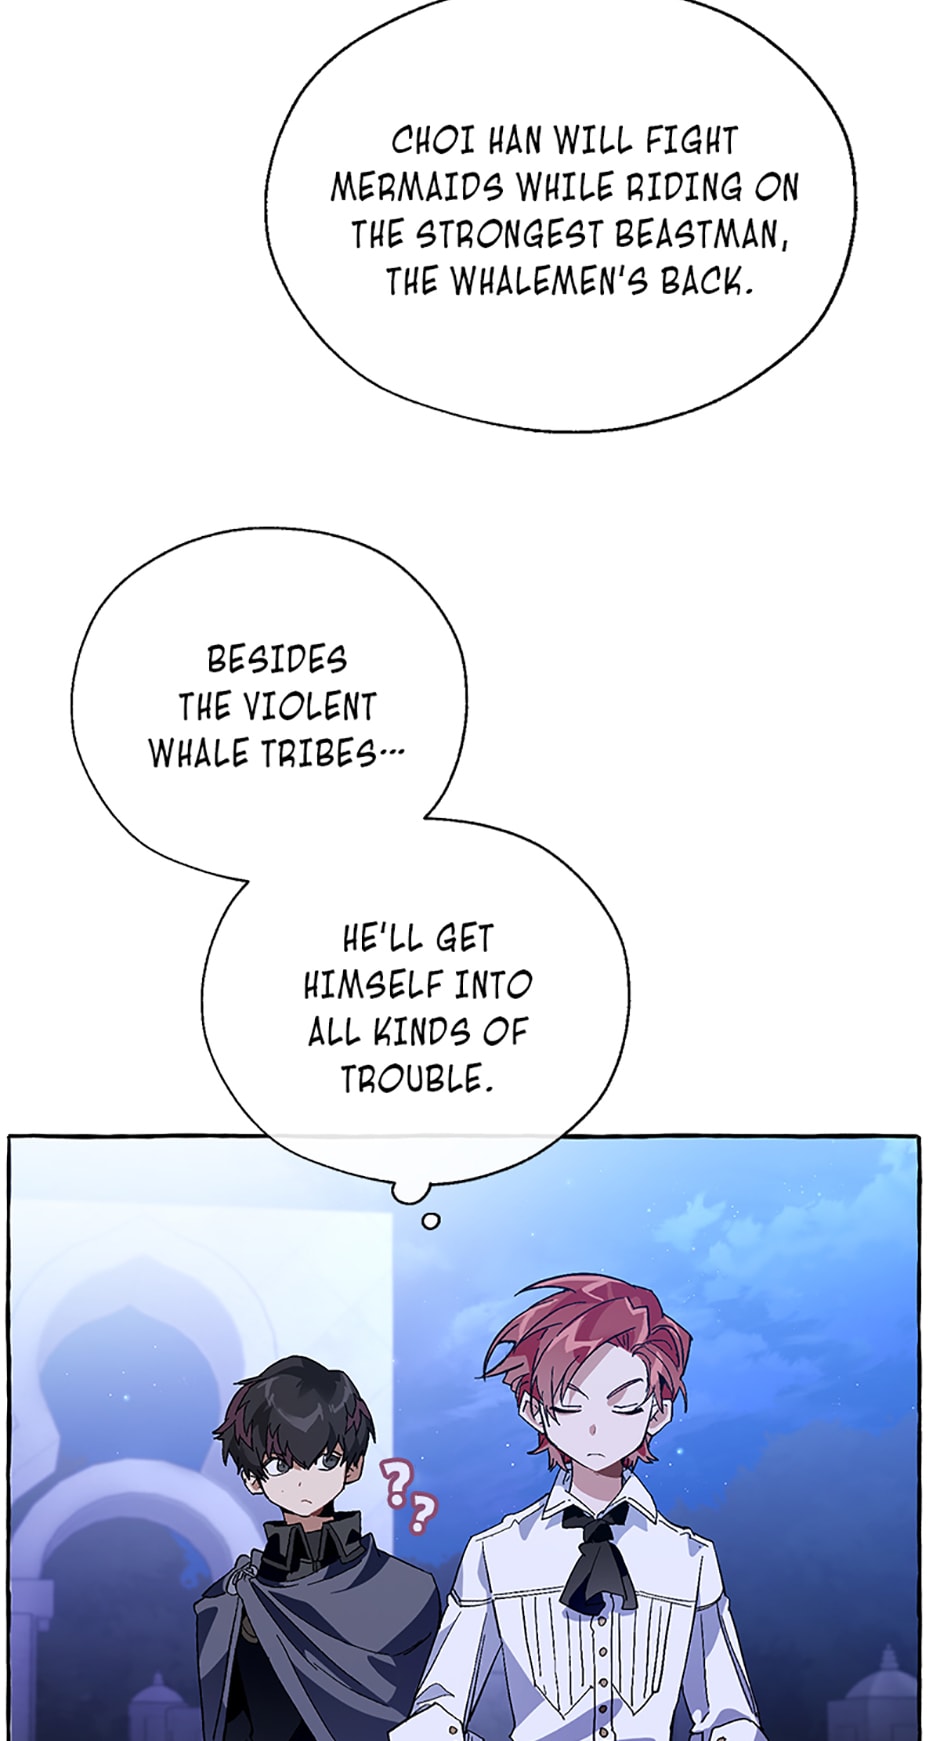 CHOI HAN WILL FIGHT
MERMAIDS WHILE RIDING ON
THE STRONGEST BEASTMAN,
THE WHALEMEN'S BACK.
BESIDES
THE VIOLENT
WHALE TRIBES...
HE'LL GET
HIMSELF INTO
ALL KINDS OF
TROUBLE.
??